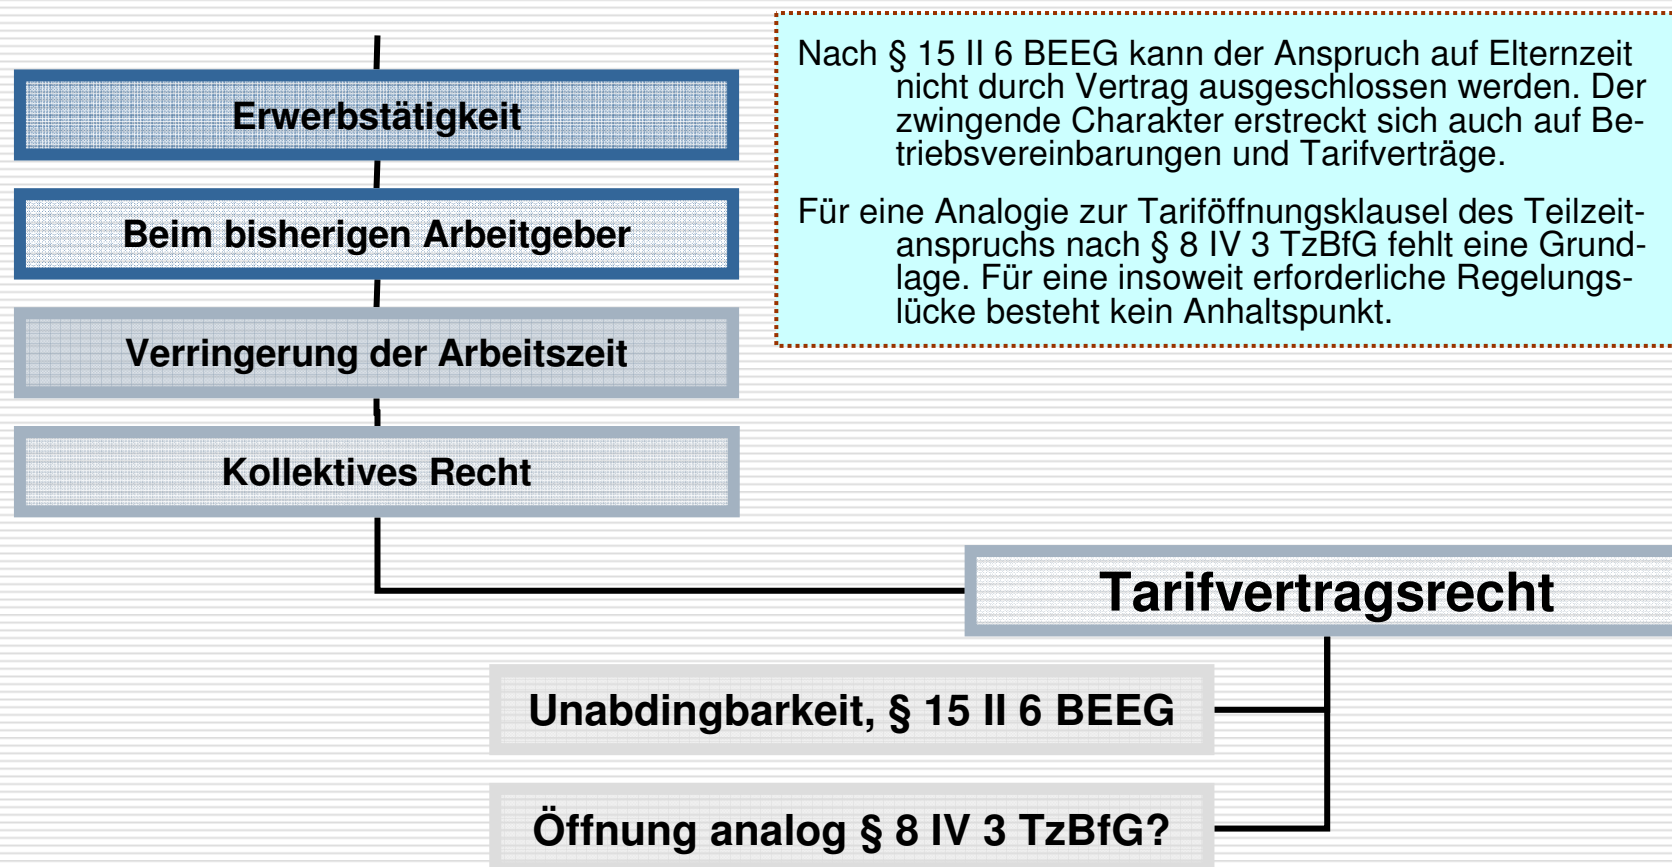 Erwerbstätigkeit
Beim bisherigen Arbeitgeber
Verringerung der Arbeitszeit
Kollektives Recht
Nach § 15 II 6 BEEG kann der Anspruch auf Elternzeit
nicht durch Vertrag ausgeschlossen werden. Der
zwingende Charakter erstreckt sich auch auf Be-
triebsvereinbarungen und Tarifverträge.
Für eine Analogie zur Tariföffnungsklausel des Teilzeit-
anspruchs nach § 8 IV 3 TzBfG fehlt eine Grund-
lage. Für eine insoweit erforderliche Regelungs-
lücke besteht kein Anhaltspunkt.
Tarifvertragsrecht
Unabdingbarkeit, § 15 II 6 BEEG
Öffnung analog § 8 IV 3 TzBfG?